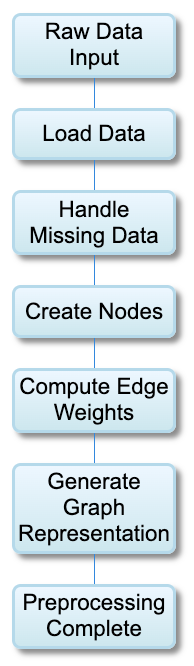 Raw Data
Input
Load Data
Handle
Missing Data
Create Nodes
Compute Edge
Weights
Generate
Graph
Representation
Preprocessing
Complete